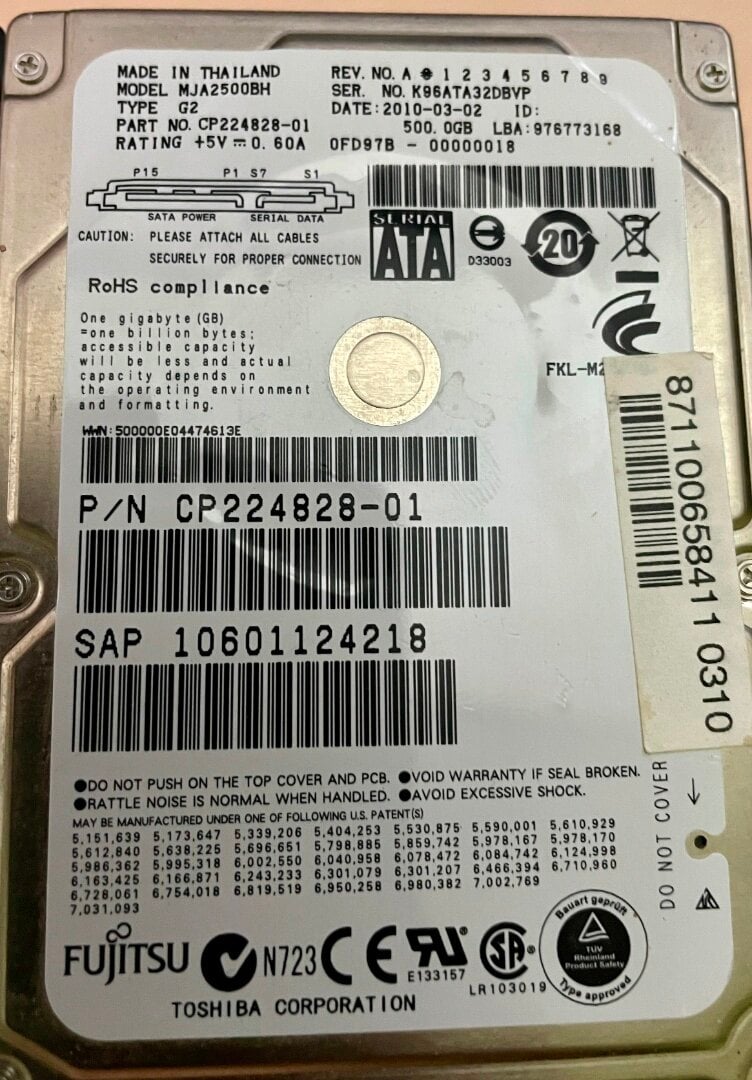 MADE IN THAILAND
MODEL MJA2500BH
TYPE G2
PART NO. CP224828-01
RATING +5V⎓0.60A
REV. NO. A 1 2 3 4 5 6 7 8 9
SER. NO. K96ATA32DBVP
DATE:2010-03-02 ID:
500.0GB LBA:976773168
0FD97B - 00000018
P15 P1 S7 S1
SATA POWER SERIAL DATA
CAUTION: PLEASE ATTACH ALL CABLES
SECURELY FOR PROPER CONNECTION
SERIAL
ATA
D33003
20
RoHS compliance
One gigabyte (GB)
=one billion bytes;
accessible capacity
will be less and actual
capacity depends on
the operating environment
and formatting.
WWN:500000E04474613E
P/N CP224828-01
SAP 10601124218
8711006584110310
●DO NOT PUSH ON THE TOP COVER AND PCB. ●VOID WARRANTY IF SEAL BROKEN.
●RATTLE NOISE IS NORMAL WHEN HANDLED. ●AVOID EXCESSIVE SHOCK.
MAY BE MANUFACTURED UNDER ONE OF FOLLOWING U.S. PATENT(S)
5,151,639 5,173,647 5,339,206 5,404,253 5,530,875 5,590,001 5,610,929
5,612,840 5,638,225 5,696,651 5,798,885 5,859,742 5,978,167 5,978,170
5,986,362 5,995,318 6,002,550 6,040,958 6,078,472 6,084,742 6,124,998
6,163,425 6,166,871 6,243,233 6,301,079 6,301,207 6,466,394 6,710,960
6,728,061 6,754,018 6,819,519 6,950,258 6,980,382 7,002,769
7,031,093
DO NOT COVER
FUJITSU
N723
CE
E133157
SA
LR103019
Bauart geprüft
TÜV
Rheinland
Product Safety
Type approved
TOSHIBA CORPORATION